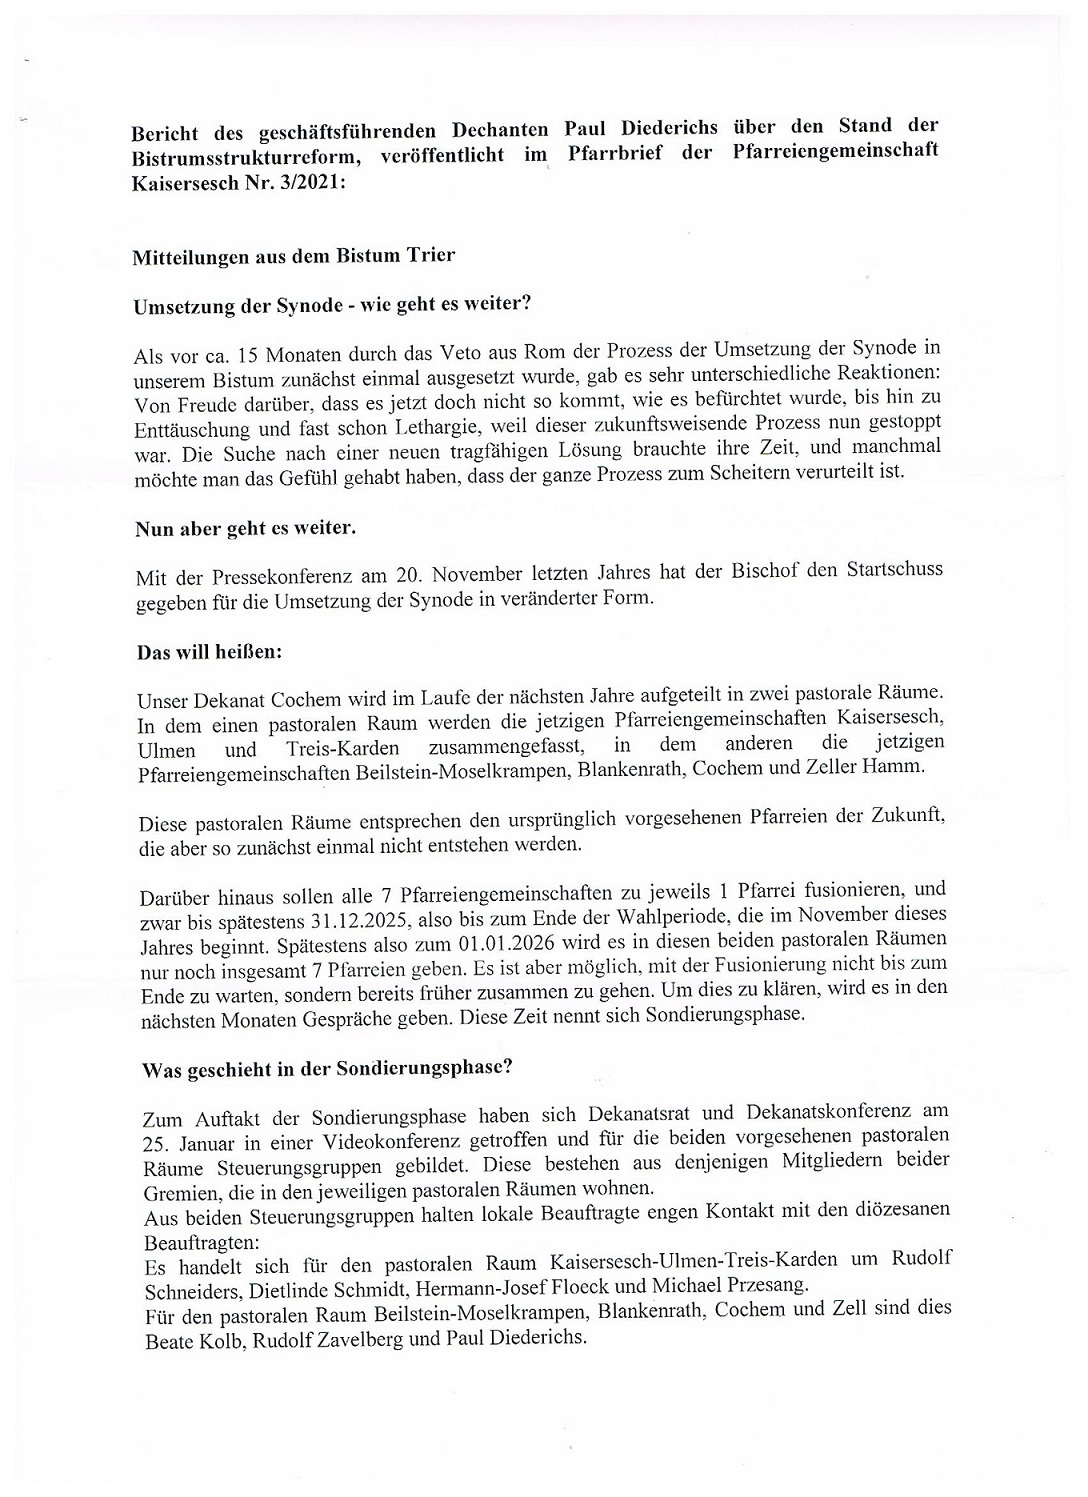 Bericht des geschäftsführenden Dechanten Paul Diederichs über den Stand der
Bistrumsstrukturreform, veröffentlicht im Pfarrbrief der Pfarreiengemeinschaft
Kaisersesch Nr. 3/2021:
Mitteilungen aus dem Bistum Trier
Umsetzung der Synode - wie geht es weiter?
Als vor ca. 15 Monaten durch das Veto aus Rom der Prozess der Umsetzung der Synode in
unserem Bistum zunächst einmal ausgesetzt wurde, gab es sehr unterschiedliche Reaktionen:
Von Freude darüber, dass es jetzt doch nicht so kommt, wie es befürchtet wurde, bis hin zu
Enttäuschung und fast schon Lethargie, weil dieser zukunftsweisende Prozess nun gestoppt
war. Die Suche nach einer neuen tragfähigen Lösung brauchte ihre Zeit, und manchmal
möchte man das Gefühl gehabt haben, dass der ganze Prozess zum Scheitern verurteilt ist.
Nun aber geht es weiter.
Mit der Pressekonferenz am 20. November letzten Jahres hat der Bischof den Startschuss
gegeben für die Umsetzung der Synode in veränderter Form.
Das will heißen:
Unser Dekanat Cochem wird im Laufe der nächsten Jahre aufgeteilt in zwei pastorale Räume.
In dem einen pastoralen Raum werden die jetzigen Pfarreiengemeinschaften Kaisersesch,
Ulmen und Treis-Karden zusammengefasst, in dem anderen die jetzigen
Pfarreiengemeinschaften Beilstein-Moselkrampen, Blankenrath, Cochem und Zeller Hamm.
Diese pastoralen Räume entsprechen den ursprünglich vorgesehenen Pfarreien der Zukunft,
die aber so zunächst einmal nicht entstehen werden.
Darüber hinaus sollen alle 7 Pfarreiengemeinschaften zu jeweils 1 Pfarrei fusionieren, und
zwar bis spätestens 31.12.2025, also bis zum Ende der Wahlperiode, die im November dieses
Jahres beginnt. Spätestens also zum 01.01.2026 wird es in diesen beiden pastoralen Räumen
nur noch insgesamt 7 Pfarreien geben. Es ist aber möglich, mit der Fusionierung nicht bis zum
Ende zu warten, sondern bereits früher zusammen zu gehen. Um dies zu klären, wird es in den
nächsten Monaten Gespräche geben. Diese Zeit nennt sich Sondierungsphase.
Was geschieht in der Sondierungsphase?
Zum Auftakt der Sondierungsphase haben sich Dekanatsrat und Dekanatskonferenz am
25. Januar in einer Videokonferenz getroffen und für die beiden vorgesehenen pastoralen
Räume Steuerungsgruppen gebildet. Diese bestehen aus denjenigen Mitgliedern beider
Gremien, die in den jeweiligen pastoralen Räumen wohnen.
Aus beiden Steuerungsgruppen halten lokale Beauftragte engen Kontakt mit den diözesanen
Beauftragten:
Es handelt sich für den pastoralen Raum Kaisersesch-Ulmen-Treis-Karden um Rudolf
Schneiders, Dietlinde Schmidt, Hermann-Josef Floeck und Michael Przesang.
Für den pastoralen Raum Beilstein-Moselkrampen, Blankenrath, Cochem und Zell sind dies
Beate Kolb, Rudolf Zavelberg und Paul Diederichs.